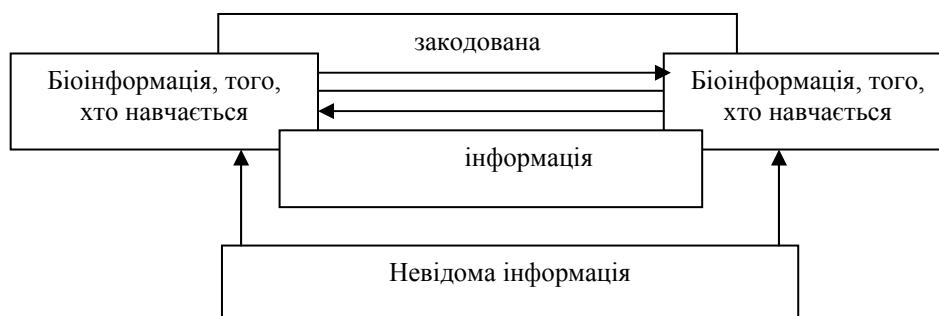 закодована
Біоінформація, того,
хто навчається
Біоінформація, того,
хто навчається
інформація
Невідома інформація